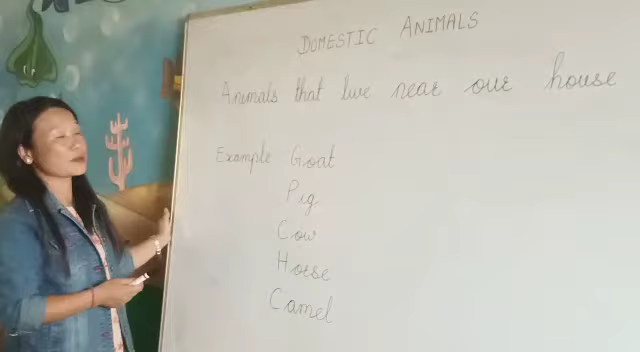 DOMESTIC ANIMALS
Animals that live near our house
Example Goat
Pig
Cow
Horse
Camel